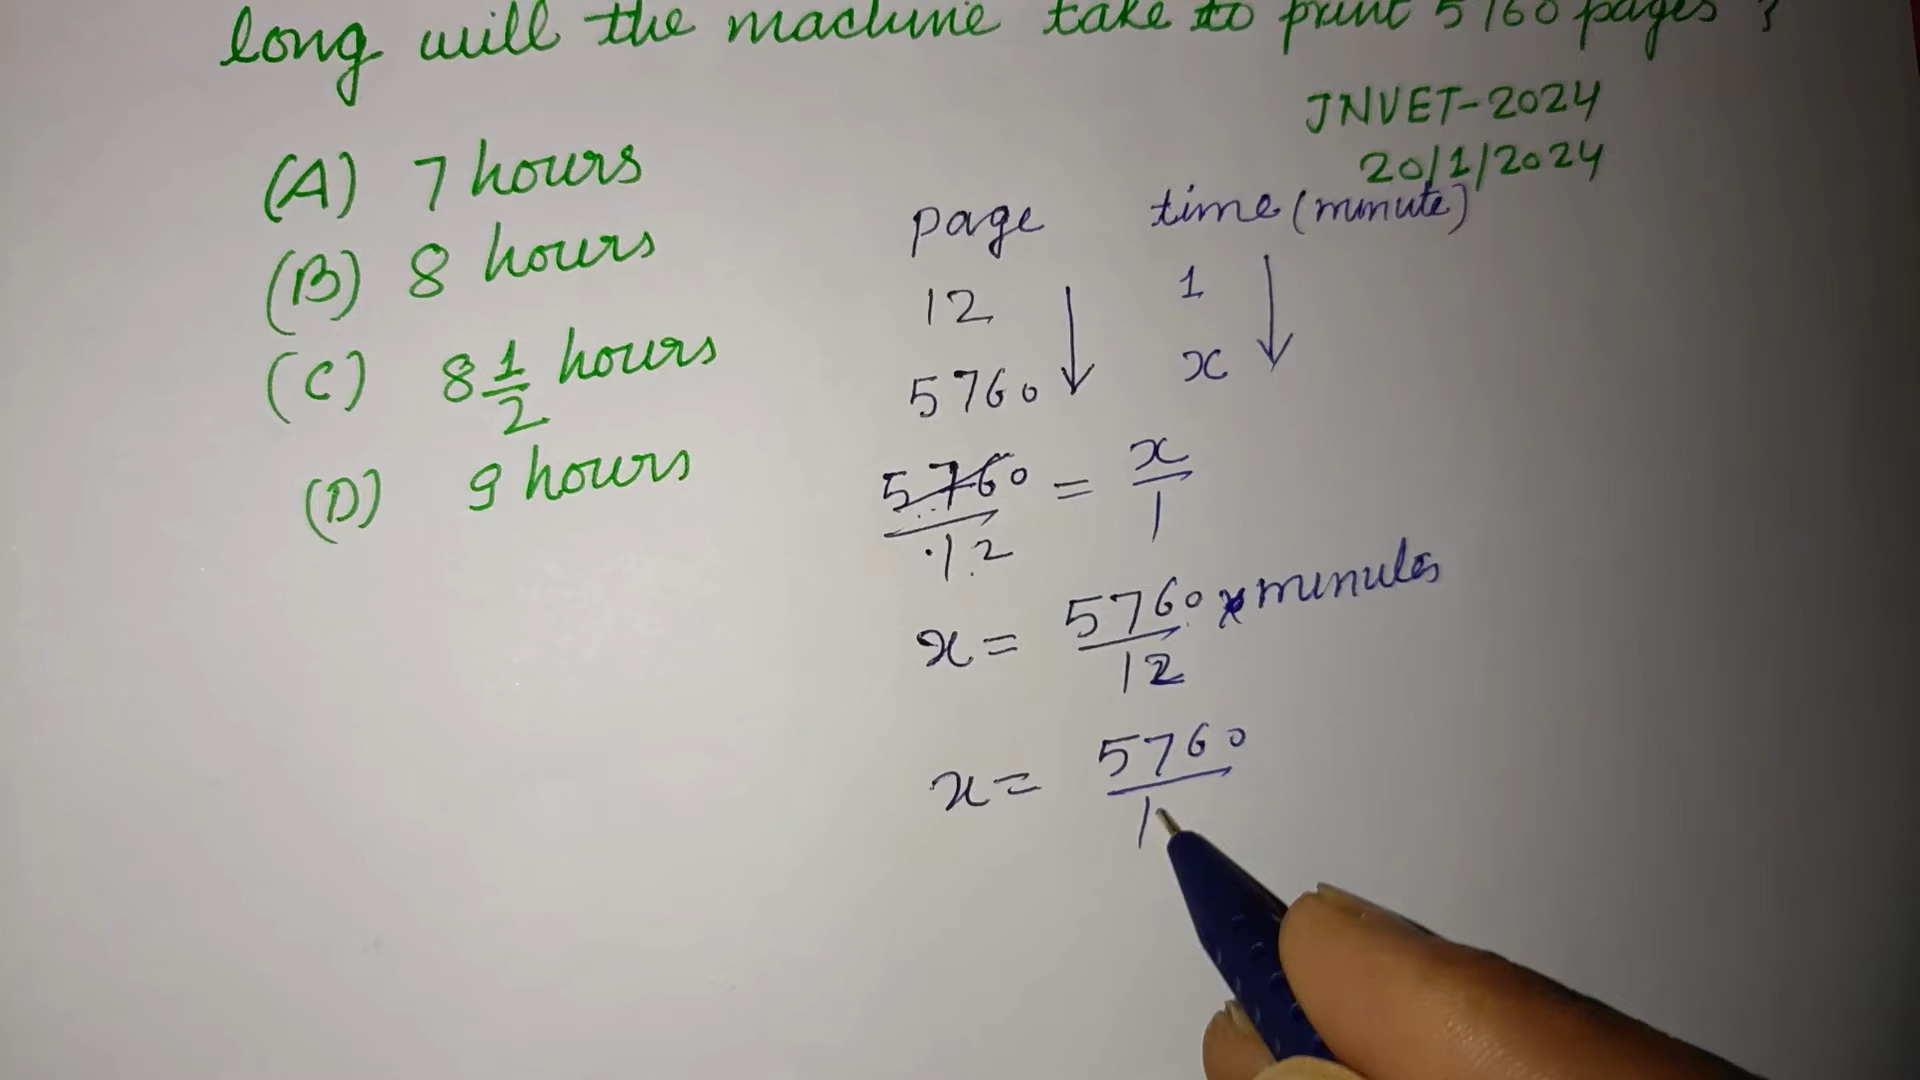 long will the machine take to print 5760 pages ?
JNVET-2024
20/1/2024
(A) 7 hours
(B) 8 hours
(C) 8 1/2 hours
(D) 9 hours
page time (minute)
12 1
5760 x
5760/12 = x/1
x = 5760/12 minutes
x = 5760/1